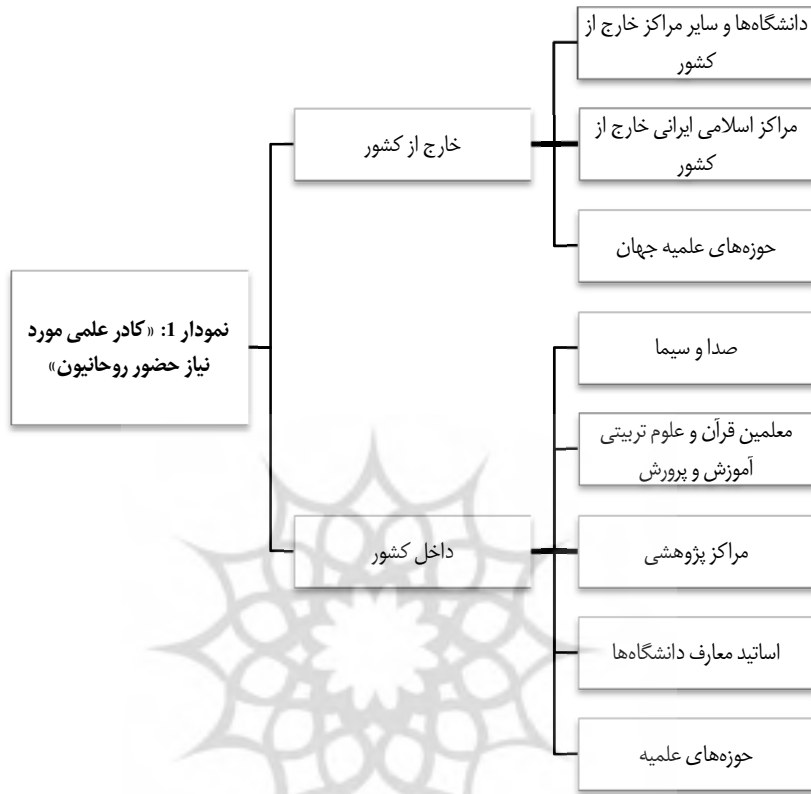 نمودار 1: «کادر علمی مورد
نیاز حضور روحانیون»
خارج از کشور
دانشگاه‌ها و سایر مراکز خارج از
کشور
مراکز اسلامی ایرانی خارج از
کشور
حوزه‌های علمیه جهان
داخل کشور
صدا و سیما
معلمین قرآن و علوم تربیتی
آموزش و پرورش
مراکز پژوهشی
اساتید معارف دانشگاه‌ها
حوزه‌های علمیه